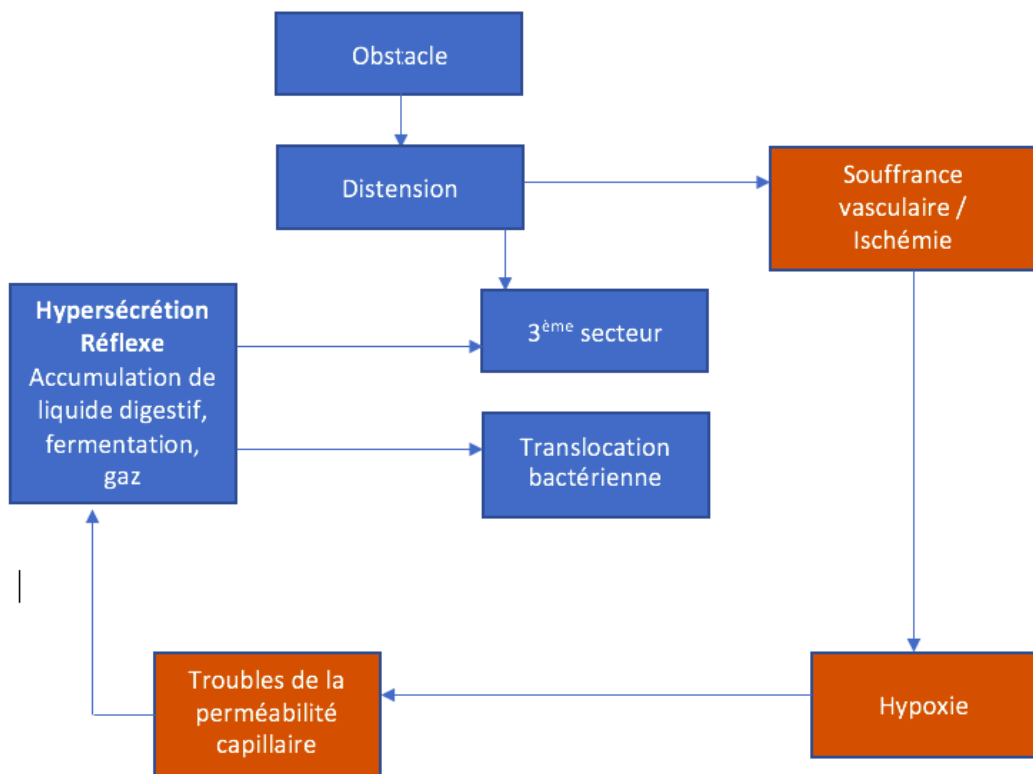 Obstacle
Distension
Souffrance
vasculaire /
Ischémie
Hypersécrétion
Réflexe
Accumulation de
liquide digestif,
fermentation,
gaz
3ème secteur
Translocation
bactérienne
Troubles de la
perméabilité
capillaire
Hypoxie